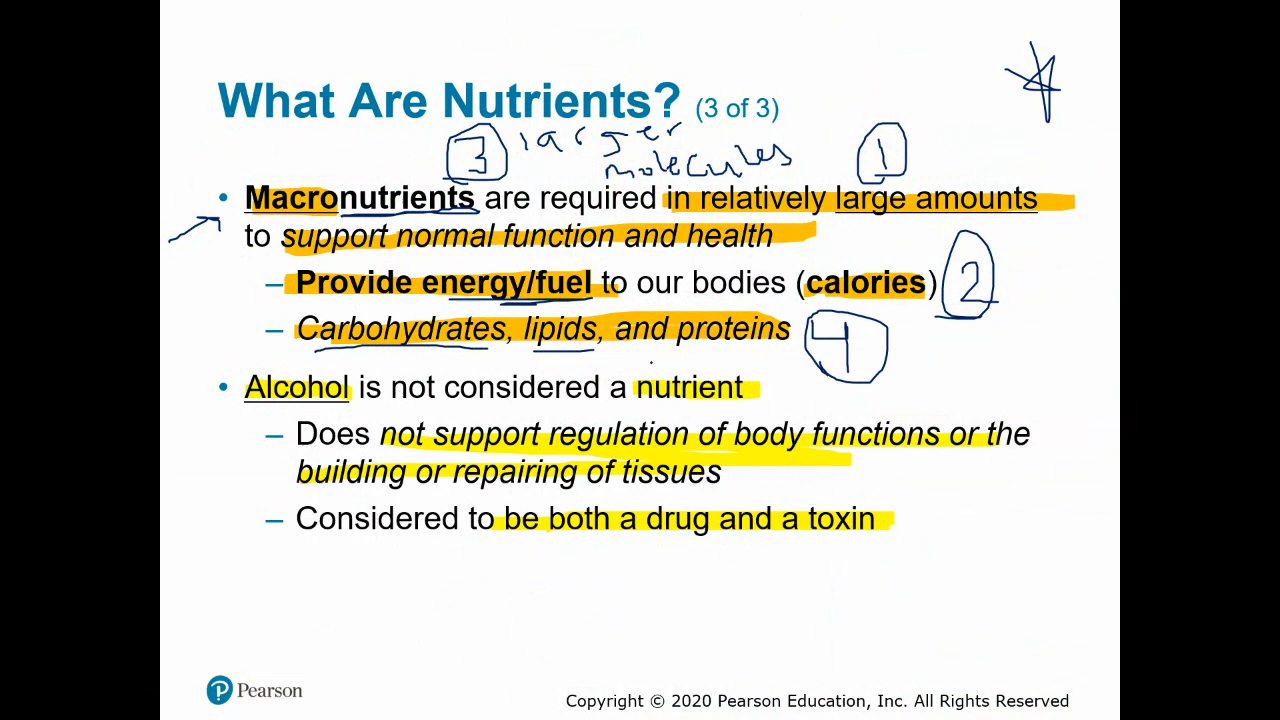 What Are Nutrients? (3 of 3)
3 larger
molecules 1
• Macronutrients are required in relatively large amounts
to support normal function and health
– Provide energy/fuel to our bodies (calories) 2
– Carbohydrates, lipids, and proteins 4
• Alcohol is not considered a nutrient
– Does not support regulation of body functions or the
building or repairing of tissues
– Considered to be both a drug and a toxin
P Pearson
Copyright © 2020 Pearson Education, Inc. All Rights Reserved